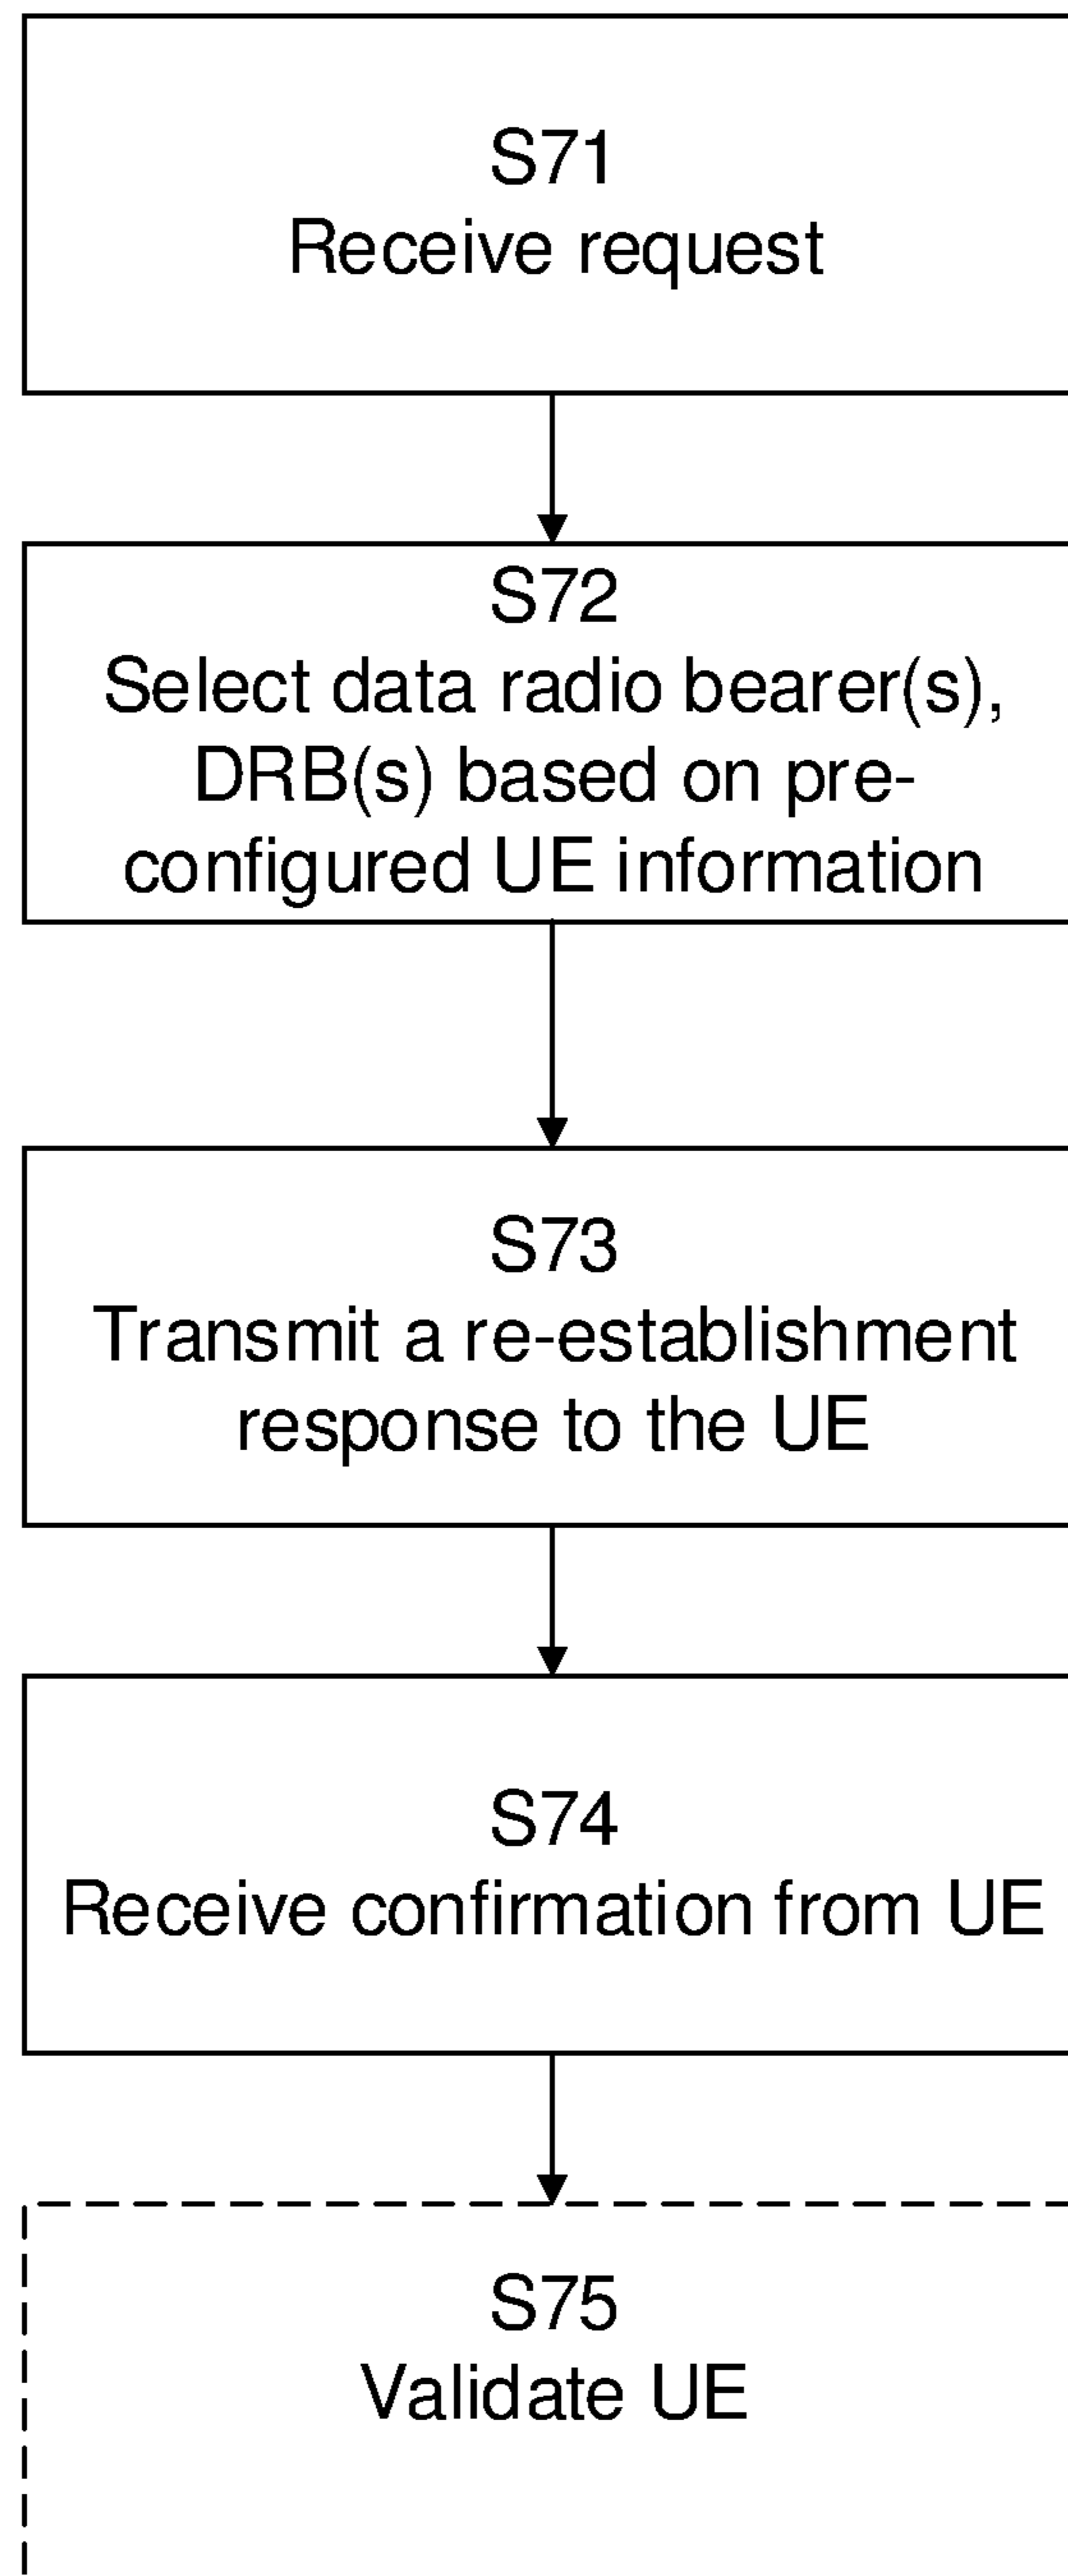 S71
Receive request
S72
Select data radio bearer(s),
DRB(s) based on pre-
configured UE information
S73
Transmit a re-establishment
response to the UE
S74
Receive confirmation from UE
S75
Validate UE